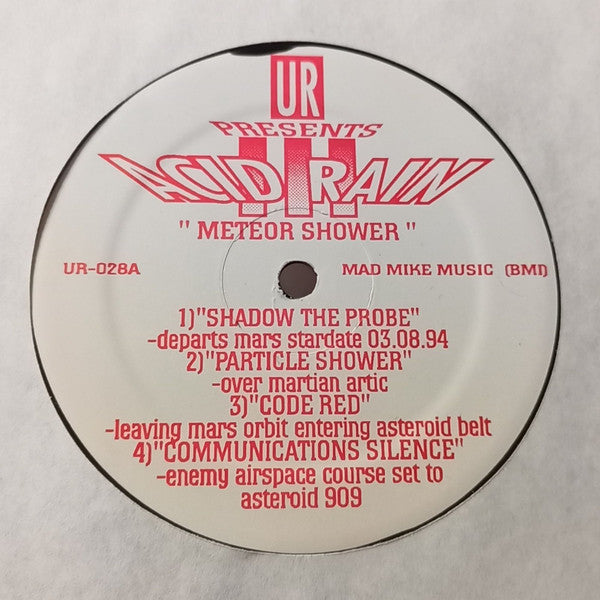 UR
PRESENTS
III
ACID RAIN
" METEOR SHOWER "
UR-028A
MAD MIKE MUSIC (BMI)
1)"SHADOW THE PROBE"
-departs mars stardate 03.08.94
2)"PARTICLE SHOWER"
-over martian artic
3)"CODE RED"
-leaving mars orbit entering asteroid belt
4)"COMMUNICATIONS SILENCE"
-enemy airspace course set to
asteroid 909